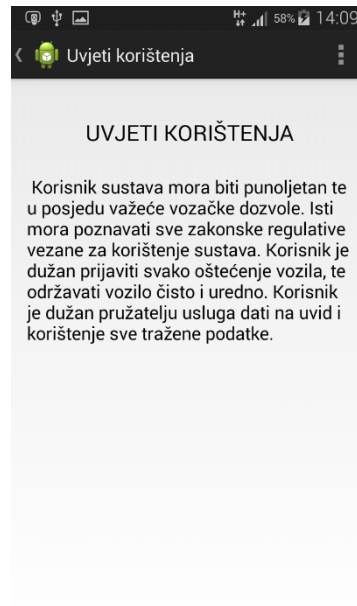 H+ 58% 14:09
Uvjeti korištenja
UVJETI KORIŠTENJA
Korisnik sustava mora biti punoljetan te
u posjedu važeće vozačke dozvole. Isti
mora poznavati sve zakonske regulative
vezane za korištenje sustava. Korisnik je
dužan prijaviti svako oštećenje vozila, te
održavati vozilo čisto i uredno. Korisnik
je dužan pružatelju usluga dati na uvid i
korištenje sve tražene podatke.